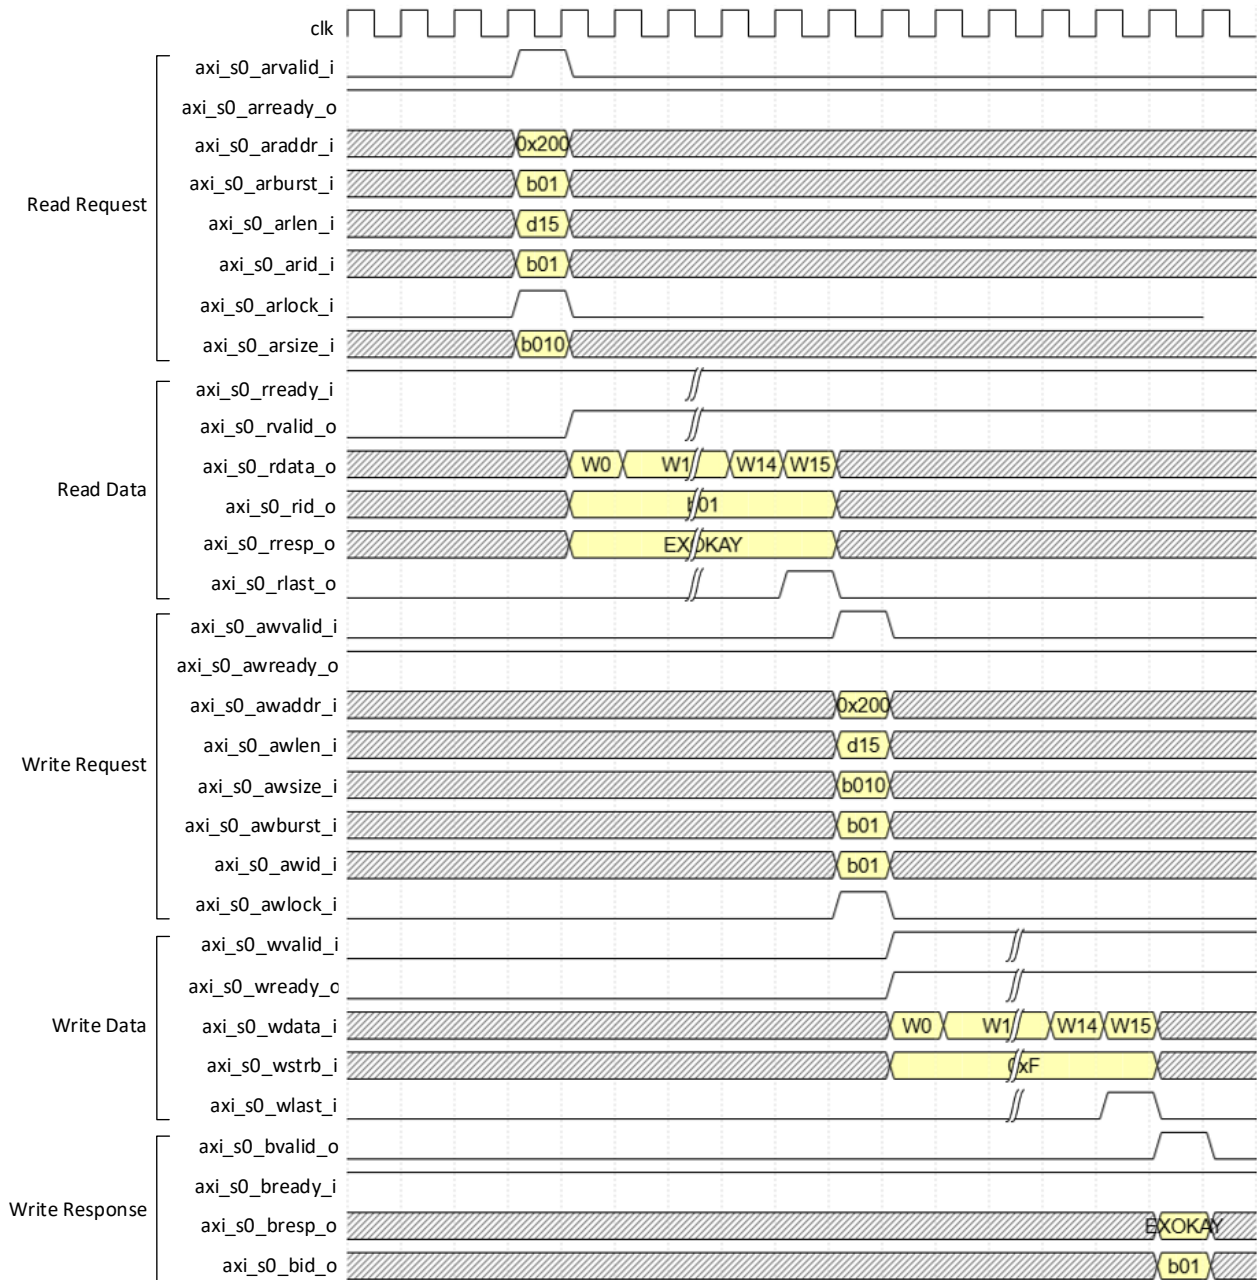 clk
axi_s0_arvalid_i
axi_s0_arready_o
axi_s0_araddr_i 0x200
axi_s0_arburst_i b01
Read Request
axi_s0_arlen_i d15
axi_s0_arid_i b01
axi_s0_arlock_i
axi_s0_arsize_i b010
axi_s0_rready_i
axi_s0_rvalid_o
axi_s0_rdata_o W0 W1 W14 W15
Read Data
axi_s0_rid_o b01
axi_s0_rresp_o EXOKAY
axi_s0_rlast_o
axi_s0_awvalid_i
axi_s0_awready_o
axi_s0_awaddr_i 0x200
axi_s0_awlen_i d15
Write Request
axi_s0_awsize_i b010
axi_s0_awburst_i b01
axi_s0_awid_i b01
axi_s0_awlock_i
axi_s0_wvalid_i
axi_s0_wready_o
Write Data
axi_s0_wdata_i W0 W1 W14 W15
axi_s0_wstrb_i 0xF
axi_s0_wlast_i
axi_s0_bvalid_o
axi_s0_bready_i
Write Response
axi_s0_bresp_o EXOKAY
axi_s0_bid_o b01